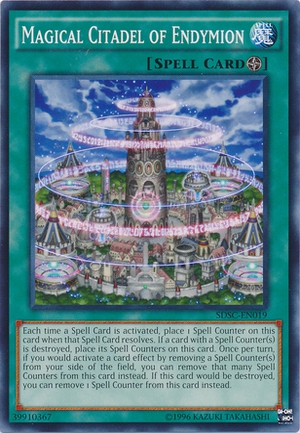 MAGICAL CITADEL OF ENDYMION
[SPELL CARD]
SDSC-EN019
Each time a Spell Card is activated, place 1 Spell Counter on
this card when that Spell Card resolves. If a card with a Spell Counter(s)
is destroyed, place its Spell Counters on this card. Once per turn,
if you would activate a card effect by removing a Spell Counter(s)
from your side of the field, you can remove that many Spell
Counters from this card instead. If this card would be destroyed,
you can remove 1 Spell Counter from this card instead.
39910367
©1996 KAZUKI TAKAHASHI